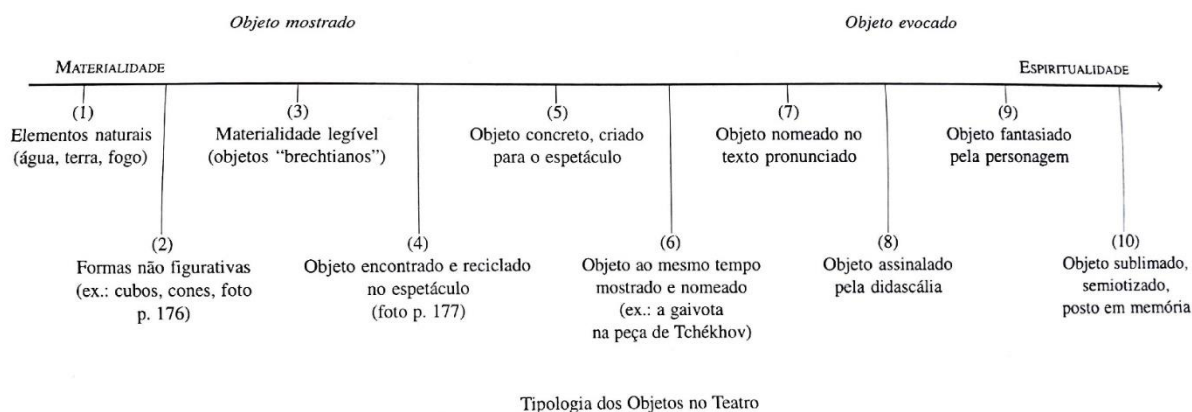 Objeto mostrado
Objeto evocado
MATERIALIDADE
ESPIRITUALIDADE
(1)
Elementos naturais
(água, terra, fogo)
(2)
Formas não figurativas
(ex.: cubos, cones, foto
p. 176)
(3)
Materialidade legível
(objetos “brechtianos”)
(4)
Objeto encontrado e reciclado
no espetáculo
(foto p. 177)
(5)
Objeto concreto, criado
para o espetáculo
(6)
Objeto ao mesmo tempo
mostrado e nomeado
(ex.: a gaivota
na peça de Tchékhov)
(7)
Objeto nomeado no
texto pronunciado
(8)
Objeto assinalado
pela didascália
(9)
Objeto fantasiado
pela personagem
(10)
Objeto sublimado,
semiotizado,
posto em memória
Tipologia dos Objetos no Teatro